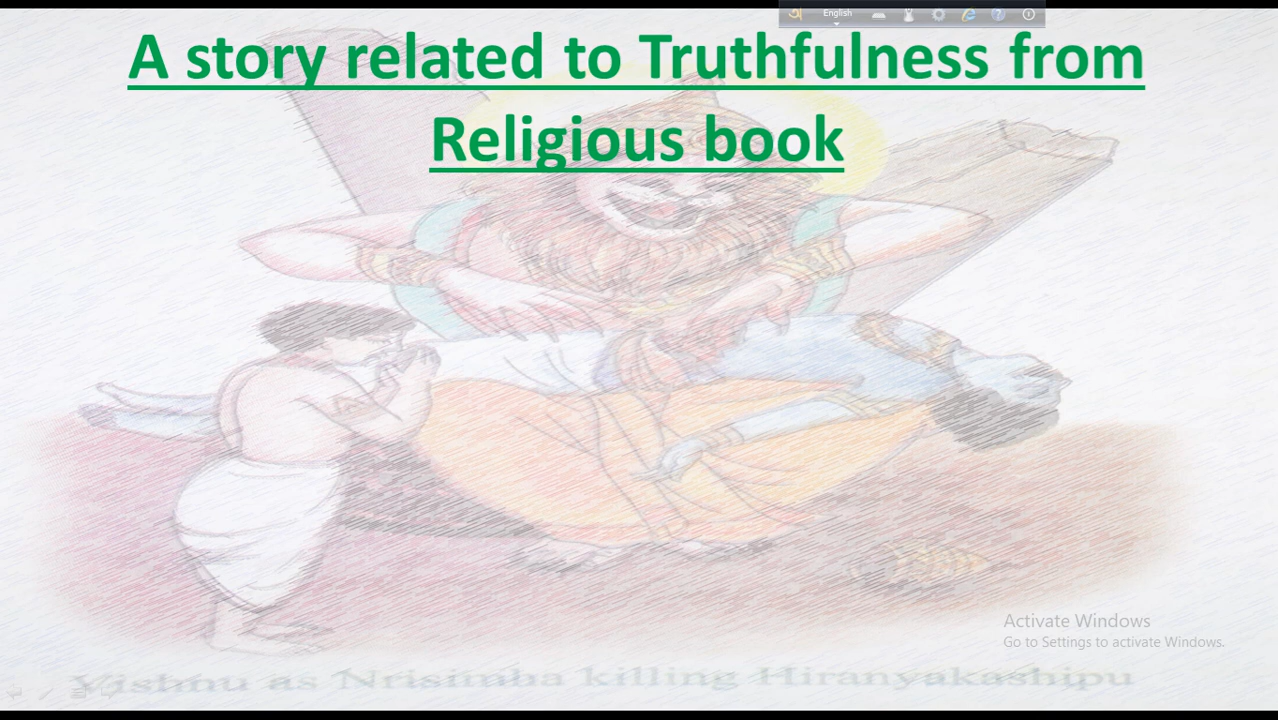 অ English
A story related to Truthfulness from
Religious book
Activate Windows
Go to Settings to activate Windows.
Vishnu as Nrisimha killing Hiranyakashipu